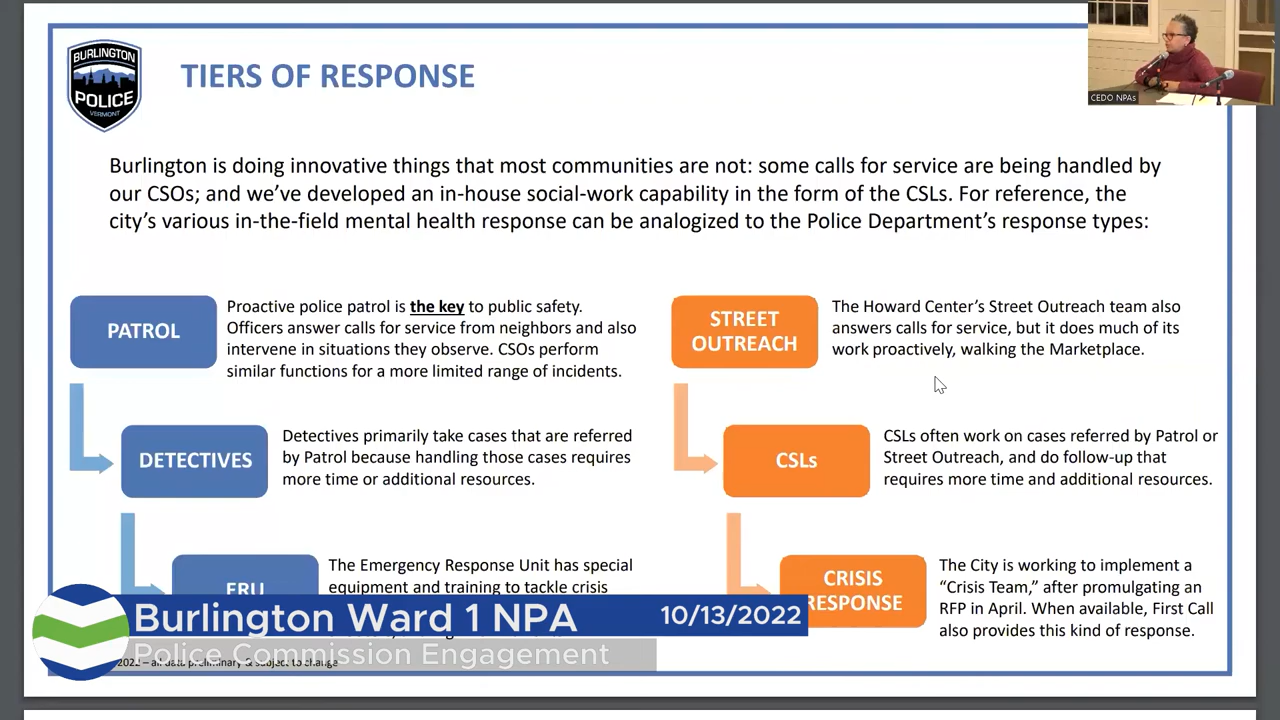 BURLINGTON
POLICE
VERMONT
TIERS OF RESPONSE
CEDO NPAs
Burlington is doing innovative things that most communities are not: some calls for service are being handled by
our CSOs; and we've developed an in-house social-work capability in the form of the CSLs. For reference, the
city's various in-the-field mental health response can be analogized to the Police Department's response types:
PATROL
Proactive police patrol is the key to public safety.
Officers answer calls for service from neighbors and also
intervene in situations they observe. CSOs perform
similar functions for a more limited range of incidents.
DETECTIVES
Detectives primarily take cases that are referred
by Patrol because handling those cases requires
more time or additional resources.
ERU
The Emergency Response Unit has special
equipment and training to tackle crisis
STREET
OUTREACH
The Howard Center's Street Outreach team also
answers calls for service, but it does much of its
work proactively, walking the Marketplace.
CSLs
CSLs often work on cases referred by Patrol or
Street Outreach, and do follow-up that
requires more time and additional resources.
CRISIS
RESPONSE
The City is working to implement a
"Crisis Team," after promulgating an
RFP in April. When available, First Call
also provides this kind of response.
Burlington Ward 1 NPA
10/13/2022
Police Commission Engagement
– all data preliminary & subject to change